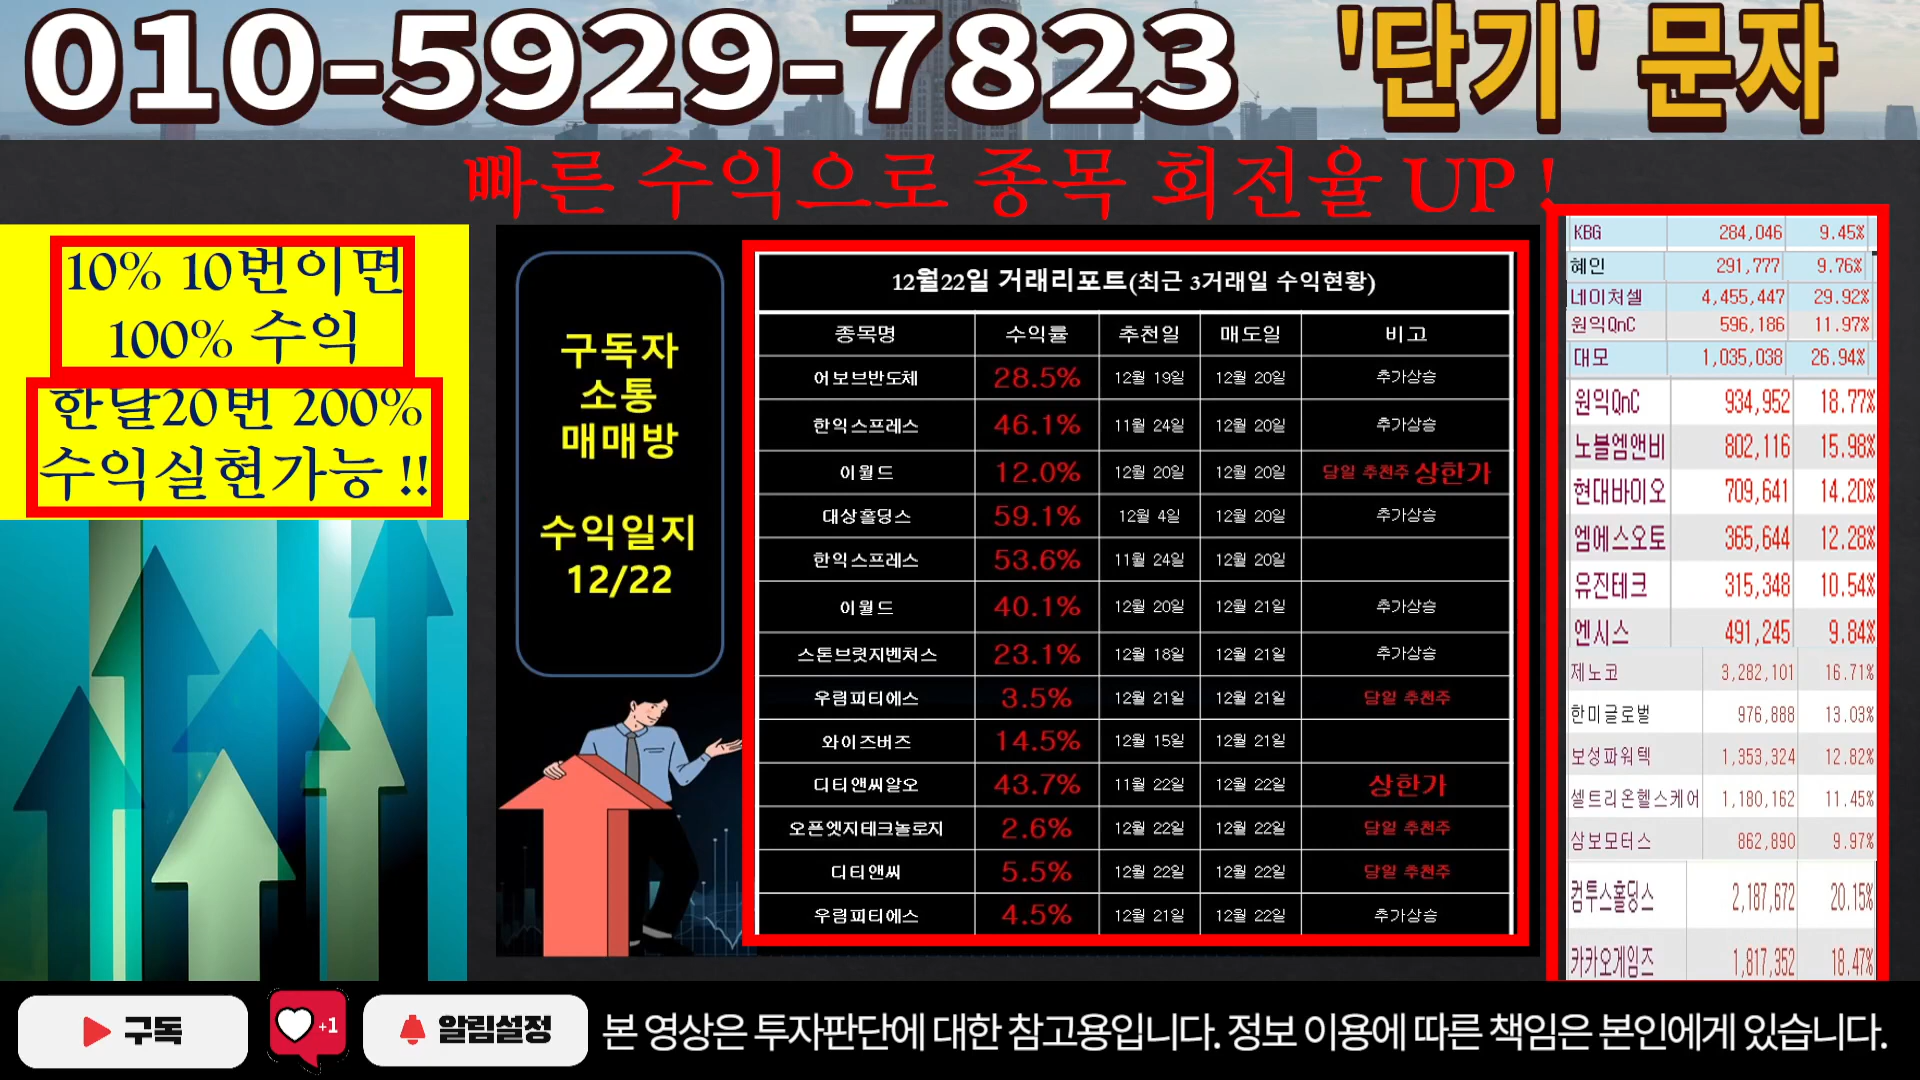 010-5929-7823 '단기' 문자
빠른 수익으로 종목 회전율 UP !
10% 10번이면
100% 수익
한달20번 200%
수익실현가능 !!
구독자
소통
매매방
수익일지
12/22
12월22일 거래리포트(최근 3거래일 수익현황)
종목명 수익률 추천일 매도일 비고
어보브반도체 28.5% 12월 19일 12월 20일 추가상승
한익스프레스 46.1% 11월 24일 12월 20일 추가상승
이월드 12.0% 12월 20일 12월 20일 당일 추천주 상한가
대상홀딩스 59.1% 12월 4일 12월 20일 추가상승
한익스프레스 53.6% 11월 24일 12월 20일
이월드 40.1% 12월 20일 12월 21일 추가상승
스톤브릿지벤처스 23.1% 12월 18일 12월 21일 추가상승
우림피티에스 3.5% 12월 21일 12월 21일 당일 추천주
와이즈버즈 14.5% 12월 15일 12월 21일
디티앤씨알오 43.7% 11월 22일 12월 22일 상한가
오픈엣지테크놀로지 2.6% 12월 22일 12월 22일 당일 추천주
디티앤씨 5.5% 12월 22일 12월 22일 당일 추천주
우림피티에스 4.5% 12월 21일 12월 22일 추가상승
KBG 284,046 9.45%
혜인 291,777 9.76%
네이처셀 4,455,447 29.92%
원익QnC 596,186 11.97%
대모 1,035,038 26.94%
원익QnC 934,952 18.77%
노블엠앤비 802,116 15.98%
현대바이오 709,641 14.20%
엠에스오토 365,644 12.28%
유진테크 315,348 10.54%
엔시스 491,245 9.84%
제노코 3,282,101 16.71%
한미글로벌 976,888 13.03%
보성파워텍 1,353,324 12.82%
셀트리온헬스케어 1,180,162 11.45%
삼보모터스 862,890 9.97%
컴투스홀딩스 2,187,672 20.15%
카카오게임즈 1,817,352 18.47%
구독 +1 알림설정 본 영상은 투자판단에 대한 참고용입니다. 정보 이용에 따른 책임은 본인에게 있습니다.